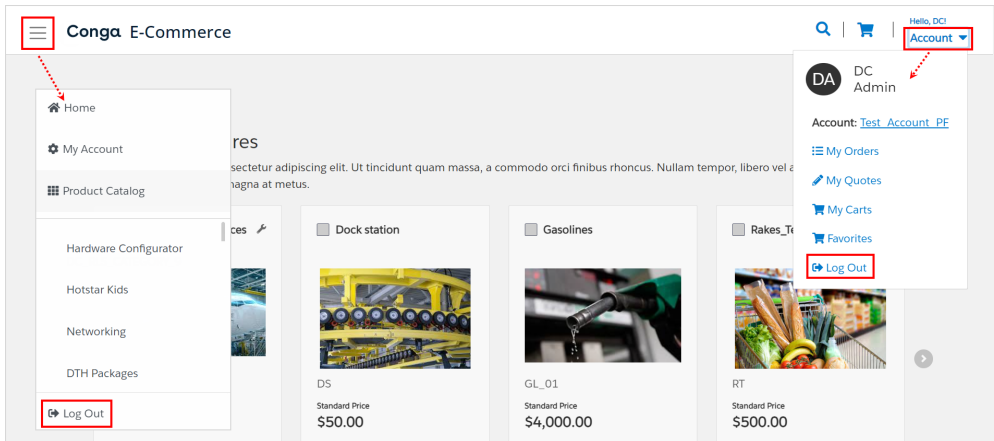 Conga E-Commerce
Hello, DC!
Account
DA
DC
Admin
Account: Test_Account_PF
My Orders
My Quotes
My Carts
Favorites
Log Out
Home
My Account
Product Catalog
Hardware Configurator
Hotstar Kids
Networking
DTH Packages
Log Out
res
sectetur adipiscing elit. Ut tincidunt quam massa, a commodo orci finibus rhoncus. Nullam tempor, libero vel a
nagna at metus.
ces
Dock station
Gasolines
Rakes_Te
DS
GL_01
RT
Standard Price
Standard Price
Standard Price
$50.00
$4,000.00
$500.00